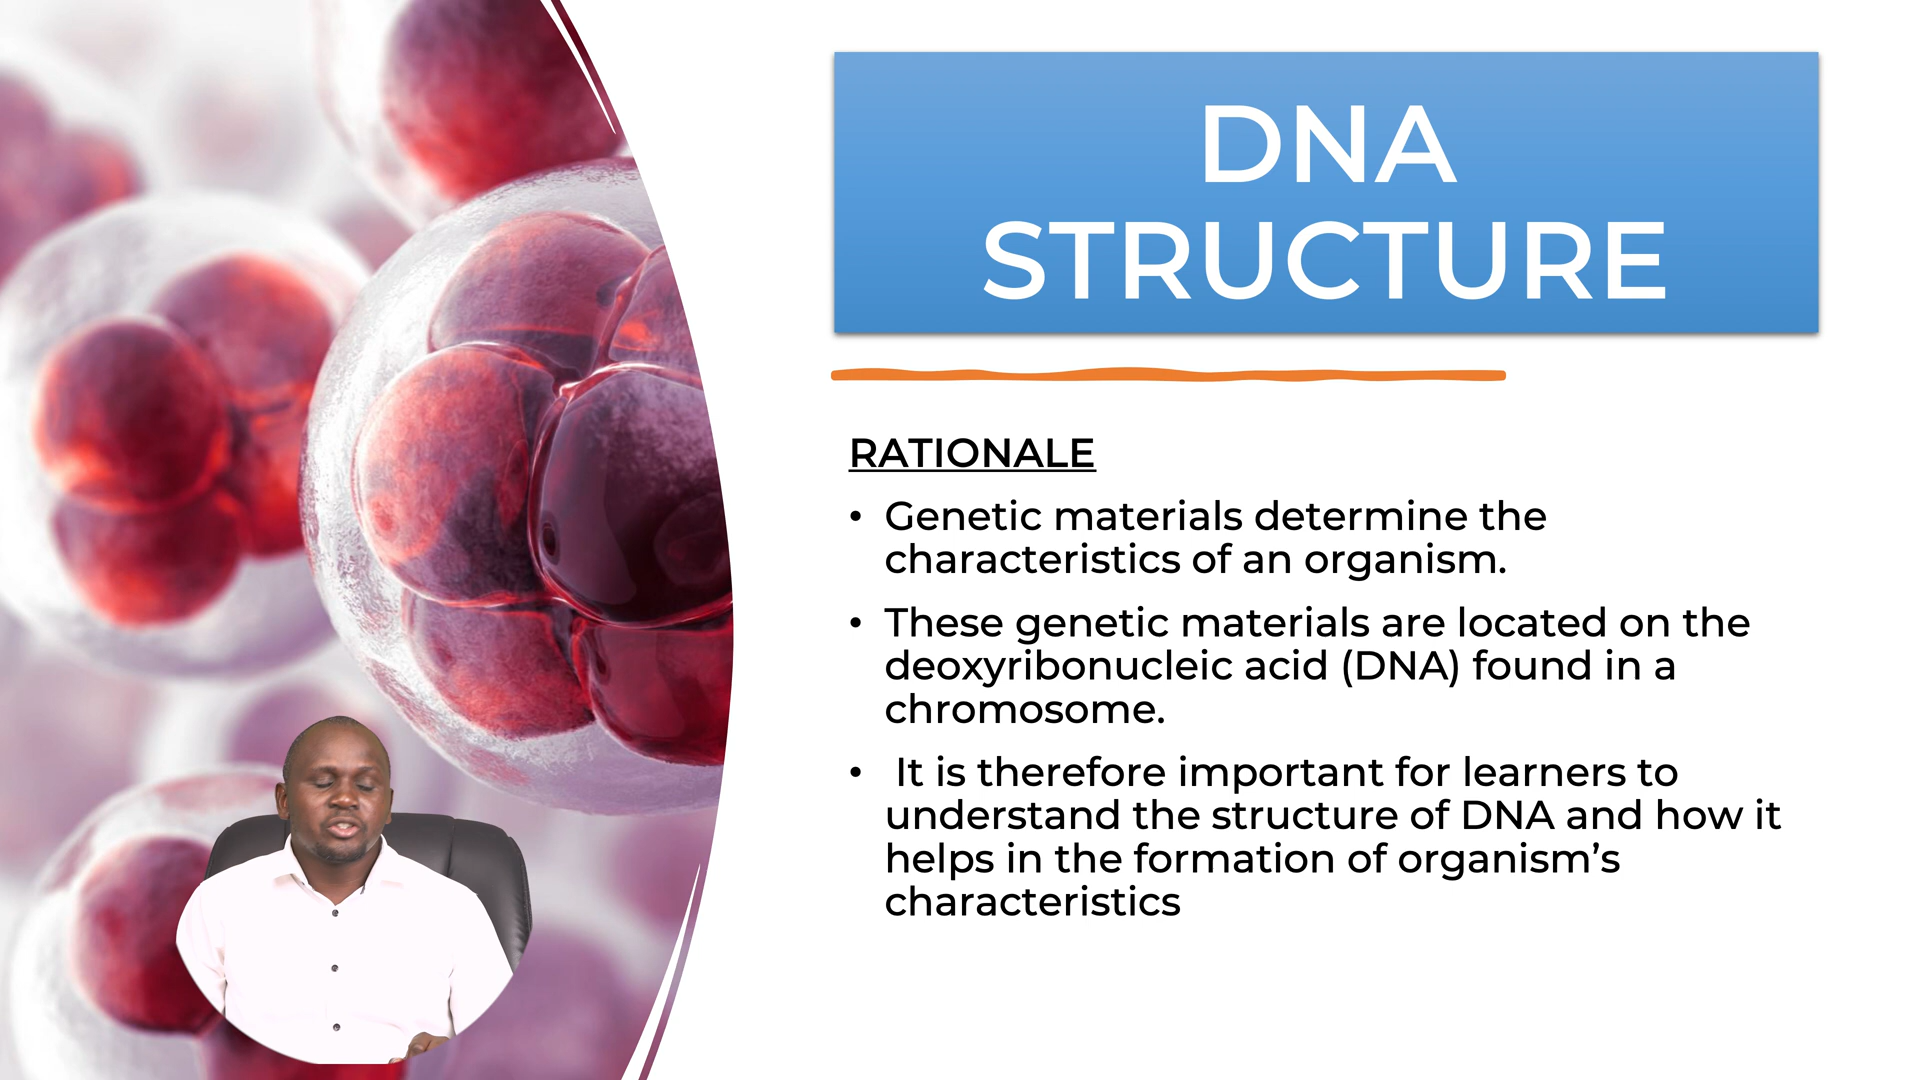 DNA
STRUCTURE
RATIONALE
• Genetic materials determine the
characteristics of an organism.
• These genetic materials are located on the
deoxyribonucleic acid (DNA) found in a
chromosome.
• It is therefore important for learners to
understand the structure of DNA and how it
helps in the formation of organism’s
characteristics